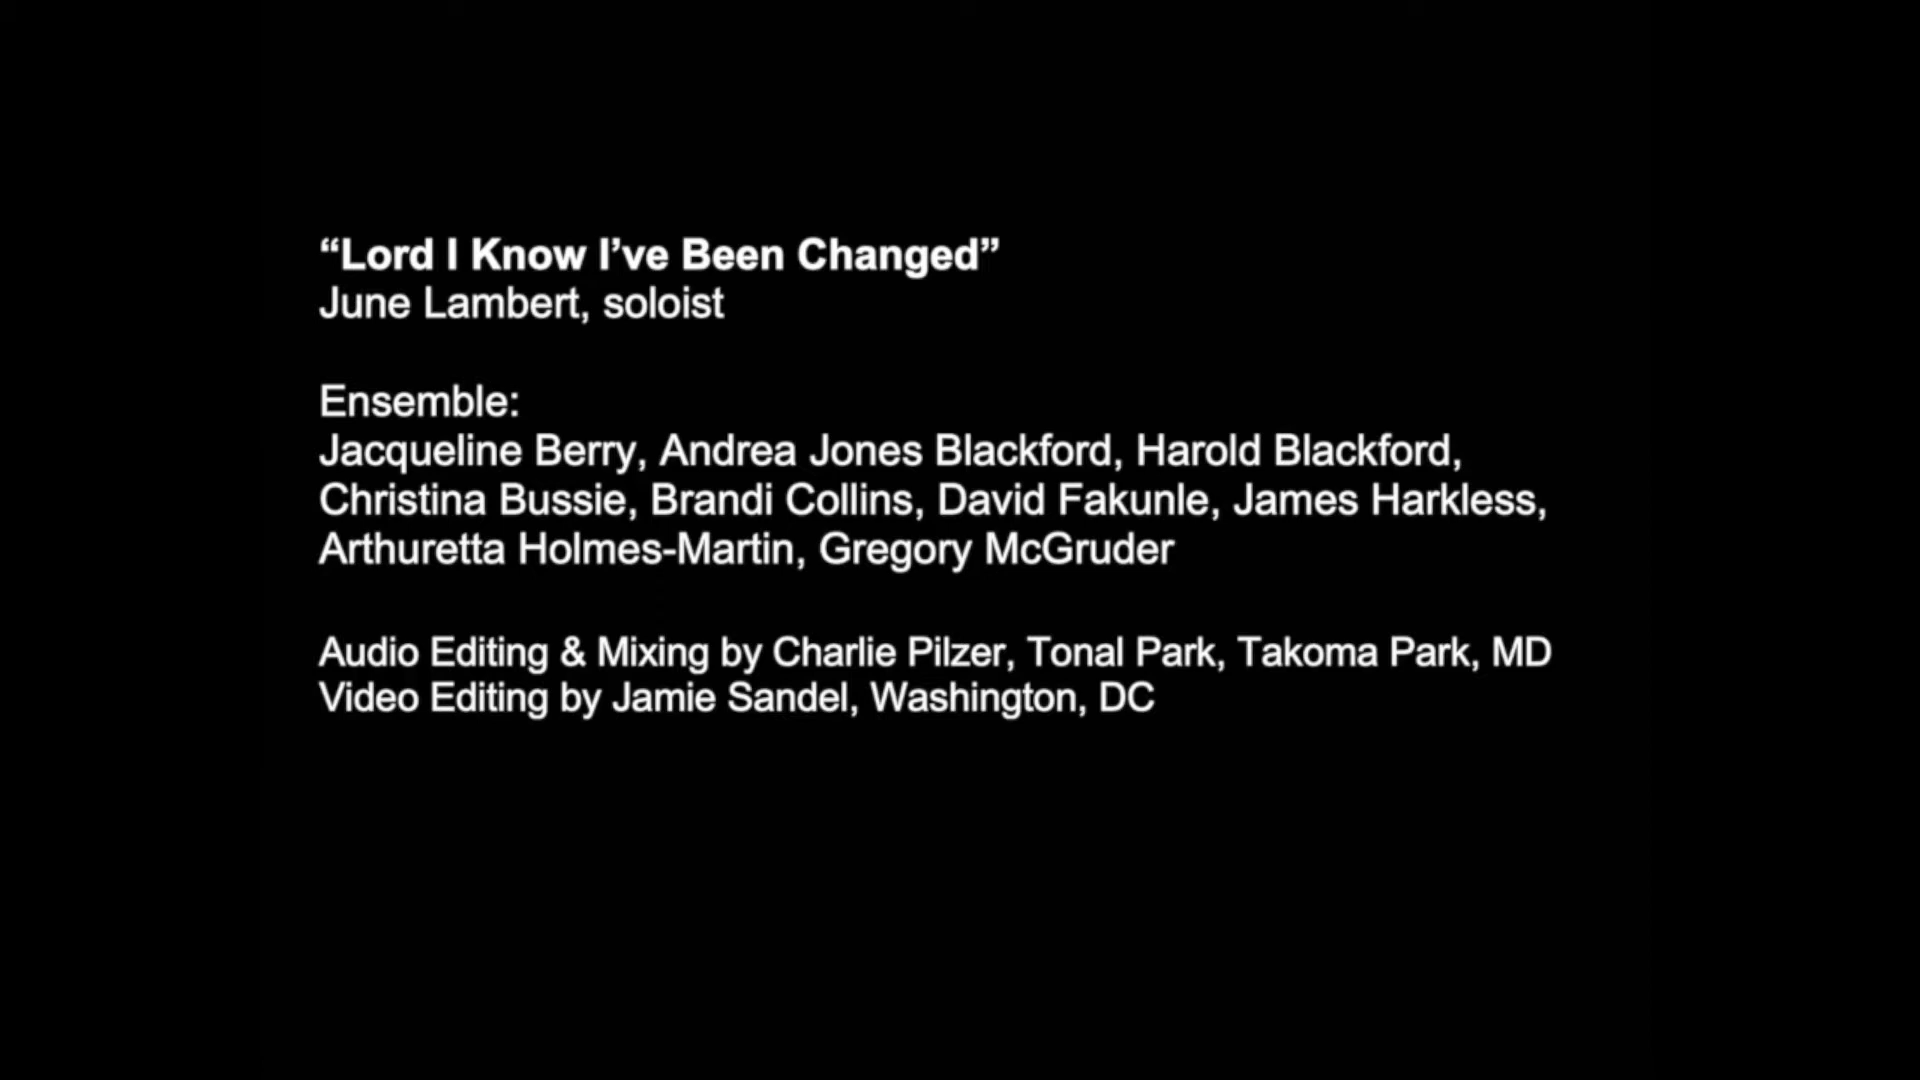 “Lord I Know I’ve Been Changed”
June Lambert, soloist
Ensemble:
Jacqueline Berry, Andrea Jones Blackford, Harold Blackford,
Christina Bussie, Brandi Collins, David Fakunle, James Harkless,
Arthuretta Holmes-Martin, Gregory McGruder
Audio Editing & Mixing by Charlie Pilzer, Tonal Park, Takoma Park, MD
Video Editing by Jamie Sandel, Washington, DC